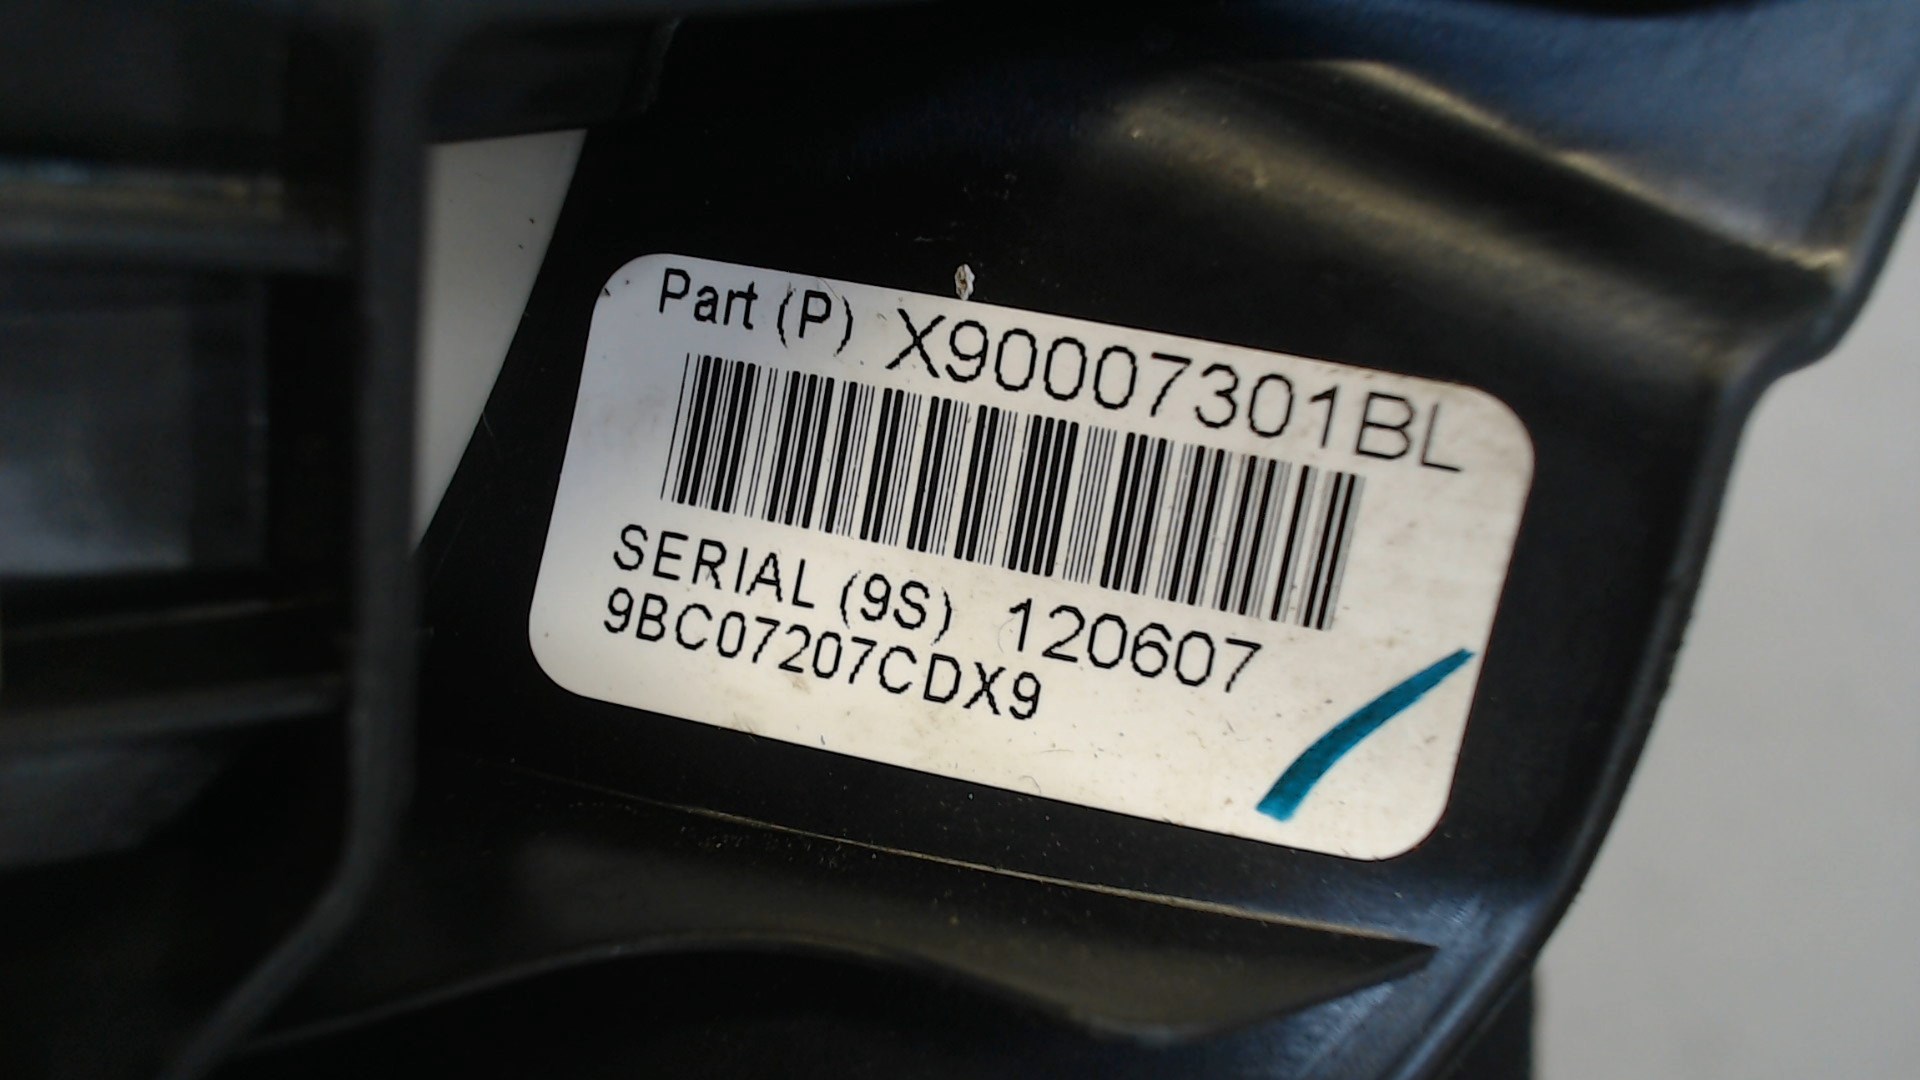 Part (P) X90007301BL
SERIAL (9S) 120607
9BC07207CDX9